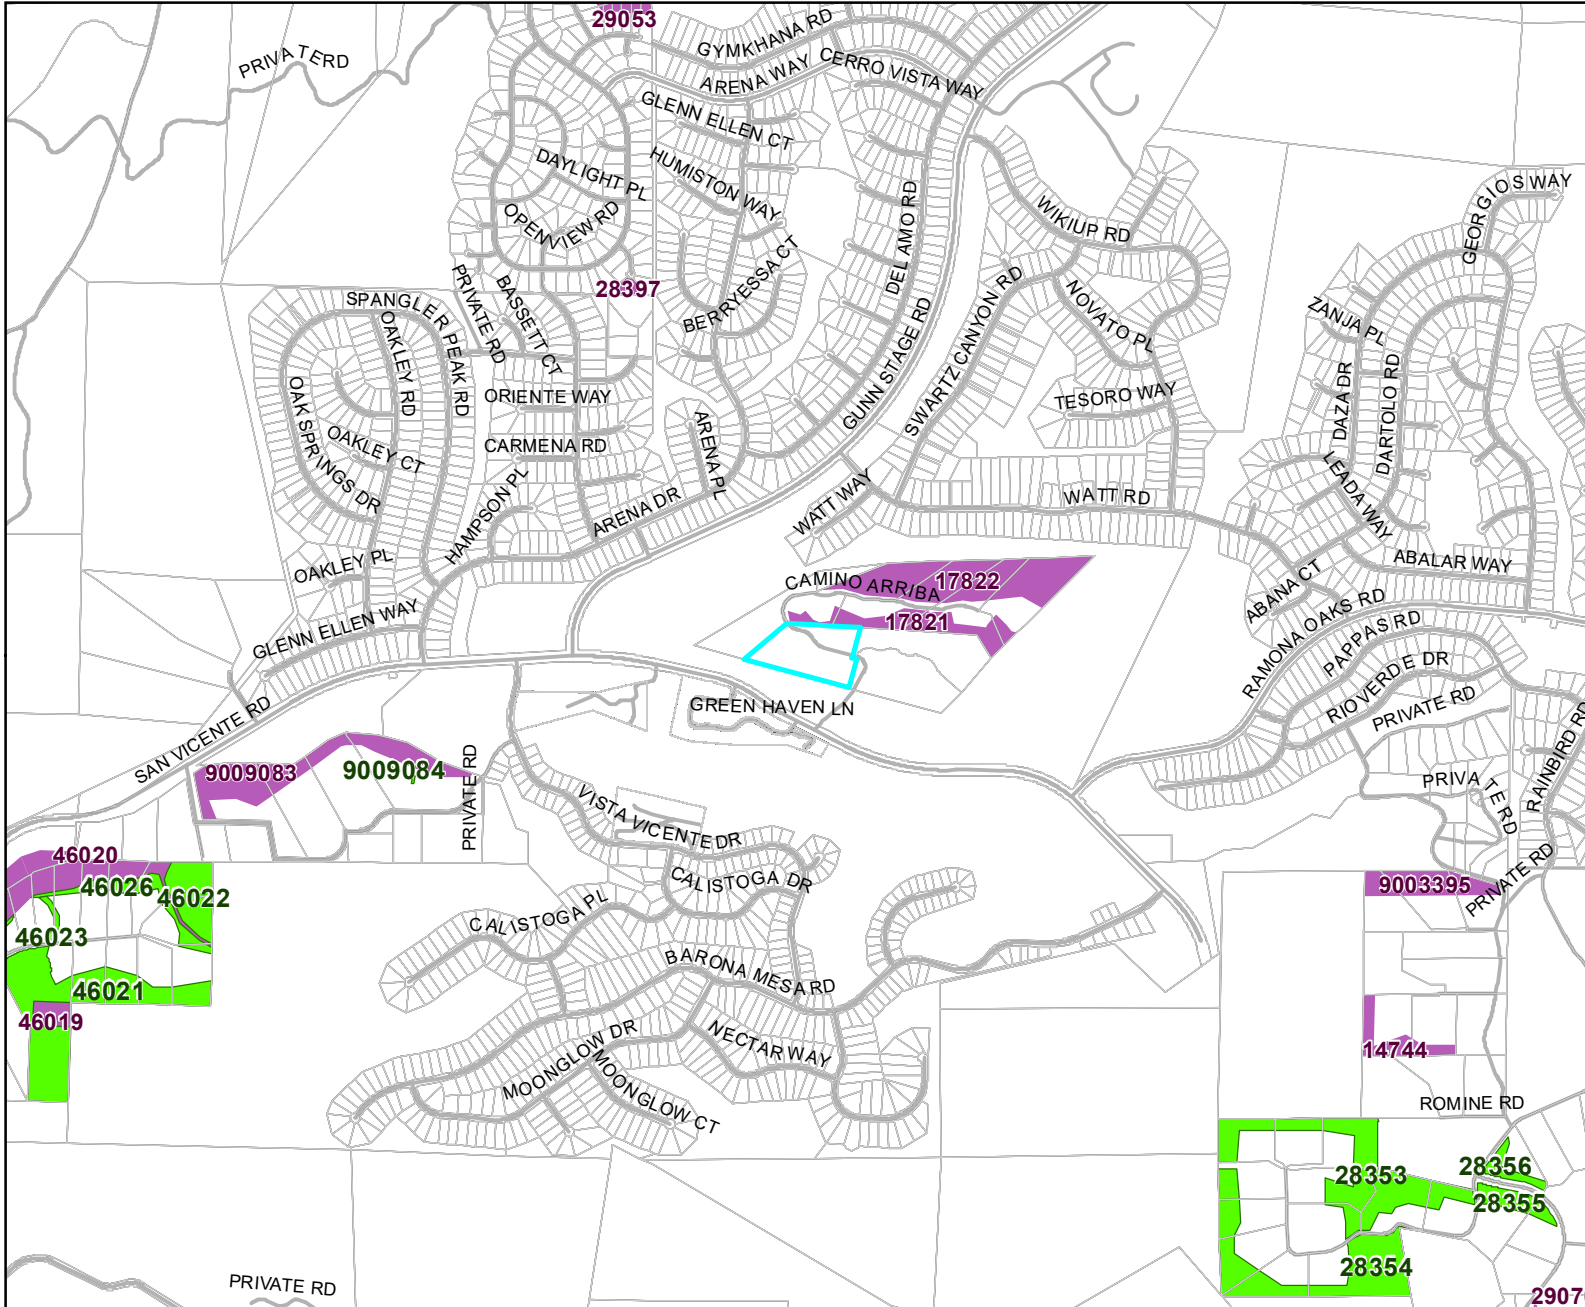 29053
GYMKHANA RD
PRIVATERD
ARENA WAY
CERRO VISTA WAY
GLENN ELLEN CT
DAYLIGHT PL
HUMISTON WAY
OPENVIEW RD
DEL AMO RD
WIKIUP RD
GEORGIOS WAY
PRIVATE RD
BASSETT CT
28397
BERRYESSA CT
SPANGLER PEAK RD
OAKLEY RD
SWARTZ CANYON RD
NOVATO PL
ZANJA PL
GUNN STAGE RD
OAK SPRINGS DR
ORIENTE WAY
TESORO WAY
DAZA DR
DARTOLO RD
OAKLEY CT
CARMENA RD
ARENA PL
HAMPSON PL
ARENA DR
WATT WAY
WATT RD
LEADA WAY
OAKLEY PL
ABALAR WAY
CAMINO ARRIBA
17822
ABANA CT
GLENN ELLEN WAY
17821
RAMONA OAKS RD
PAPPAS RD
RIO VERDE DR
SAN VICENTE RD
GREEN HAVEN LN
PRIVATE RD
RAINBIRD RD
9009083
9009084
PRIVATE RD
PRIVATE RD
VISTA VICENTE DR
46020
46026
46022
CALISTOGA DR
9003395
PRIVATE RD
CALISTOGA PL
46023
BARONA MESA RD
46021
46019
MOONGLOW DR
NECTAR WAY
14744
MOONGLOW CT
ROMINE RD
28353
28356
28355
28354
PRIVATE RD